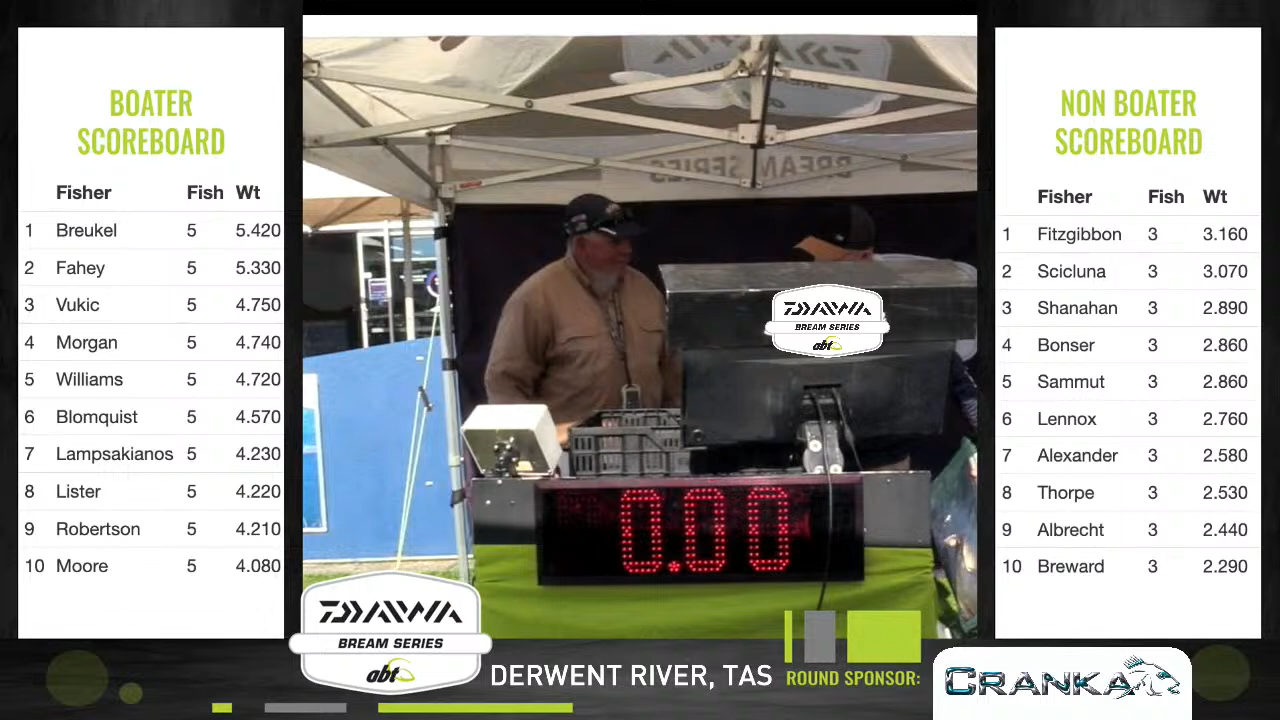 BOATER
SCOREBOARD
Fisher Fish Wt
1 Breukel 5 5.420
2 Fahey 5 5.330
3 Vukic 5 4.750
4 Morgan 5 4.740
5 Williams 5 4.720
6 Blomquist 5 4.570
7 Lampsakianos 5 4.230
8 Lister 5 4.220
9 Robertson 5 4.210
10 Moore 5 4.080
BREAM SERIES
DAIWA
BREAM SERIES
abt
0.00
DAIWA
BREAM SERIES
abt
DERWENT RIVER, TAS
ROUND SPONSOR:
CRANKA
NON BOATER
SCOREBOARD
Fisher Fish Wt
1 Fitzgibbon 3 3.160
2 Scicluna 3 3.070
3 Shanahan 3 2.890
4 Bonser 3 2.860
5 Sammut 3 2.860
6 Lennox 3 2.760
7 Alexander 3 2.580
8 Thorpe 3 2.530
9 Albrecht 3 2.440
10 Breward 3 2.290